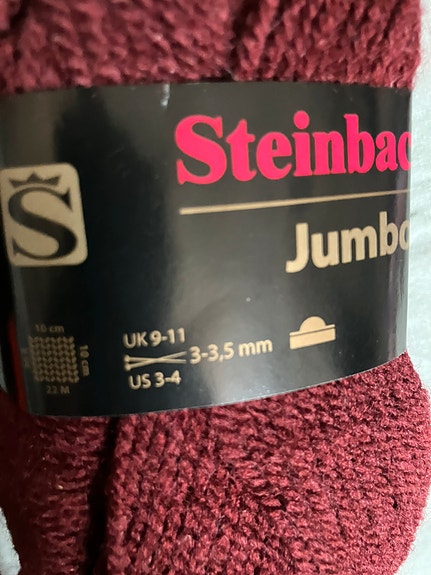 Steinbac
Jumbo
S
10 cm
10 cm
22 M
UK 9-11
3-3,5 mm
US 3-4